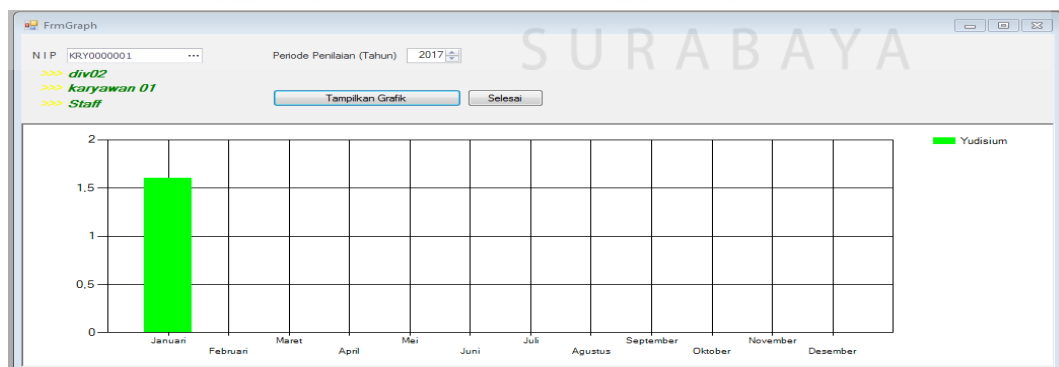 FrmGraph
SURABAYA
NIP KRY0000001 ... Periode Penilaian (Tahun) 2017
>>> div02
>>> karyawan 01
>>> Staff
Tampilkan Grafik Selesai
2
1,5
1
0,5
0
Yudisium
Januari Maret Mei Juli September November
Februari April Juni Agustus Oktober Desember